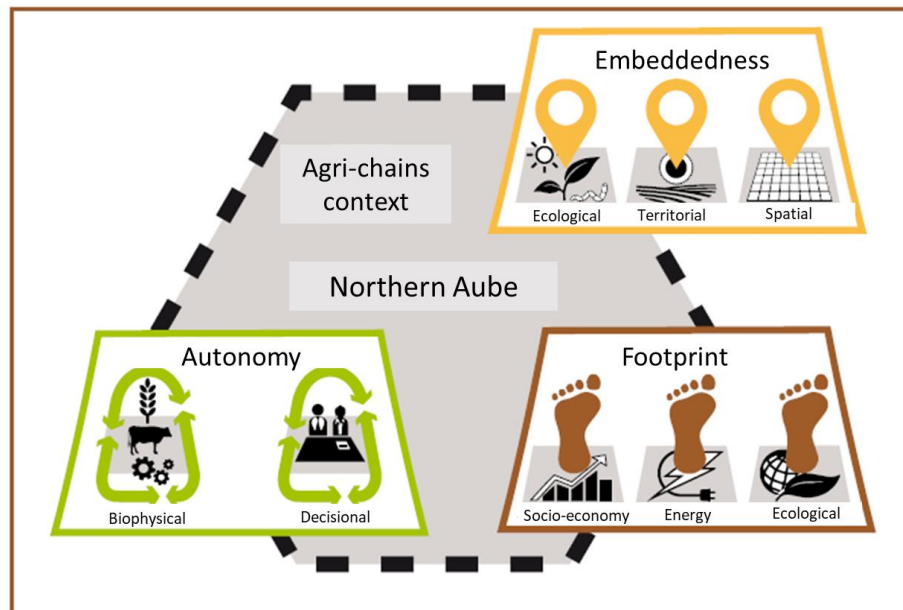 Embeddedness
Ecological
Territorial
Spatial
Agri-chains
context
Northern Aube
Autonomy
Biophysical
Decisional
Footprint
Socio-economy
Energy
Ecological